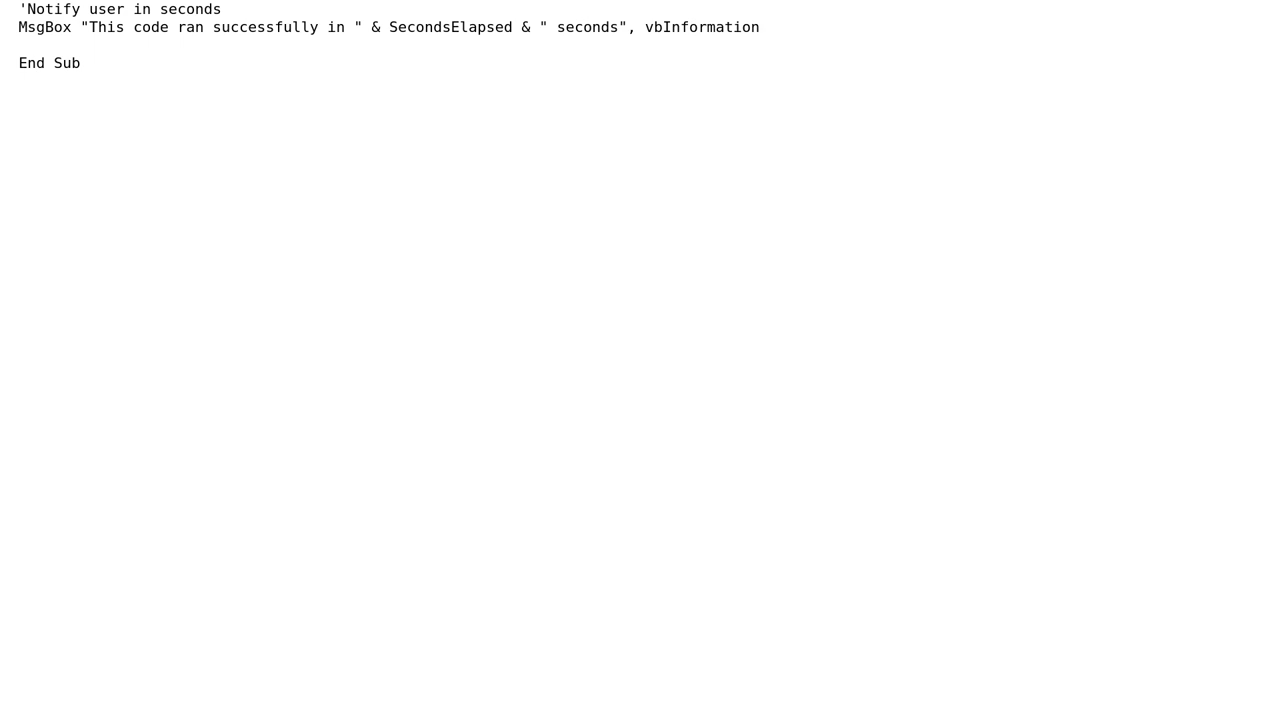 'Notify user in seconds
MsgBox "This code ran successfully in " & SecondsElapsed & " seconds", vbInformation
End Sub